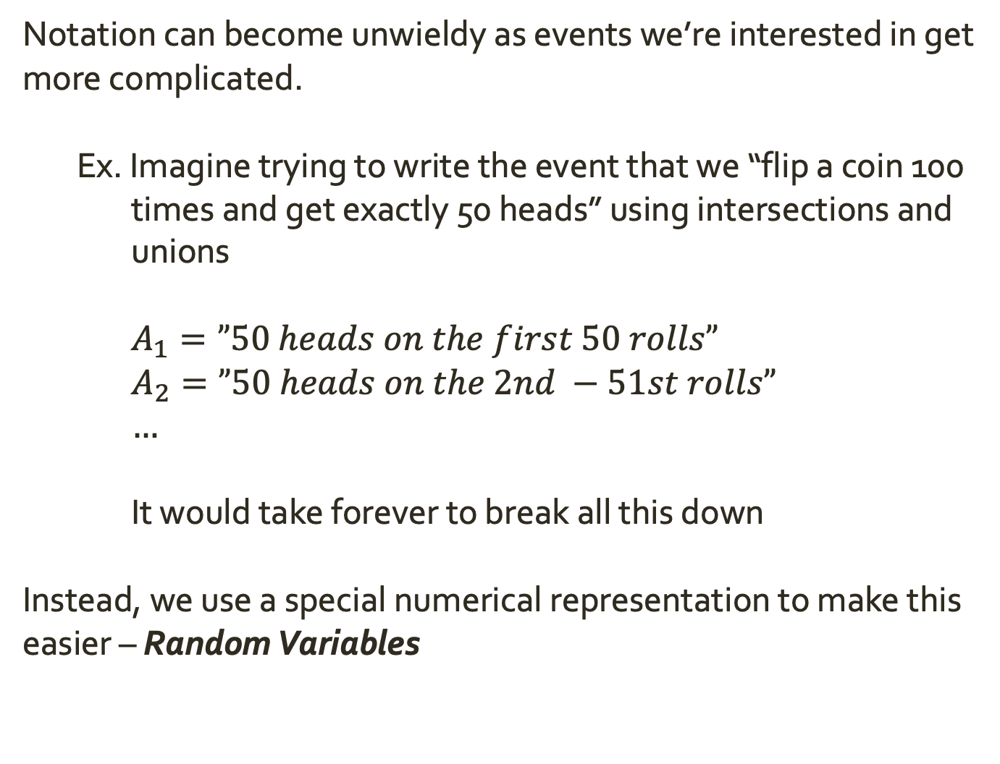 Notation can become unwieldy as events we’re interested in get
more complicated.
Ex. Imagine trying to write the event that we “flip a coin 100
times and get exactly 50 heads” using intersections and
unions
A₁ = ”50 heads on the first 50 rolls”
A₂ = ”50 heads on the 2nd − 51st rolls”
...
It would take forever to break all this down
Instead, we use a special numerical representation to make this
easier – Random Variables